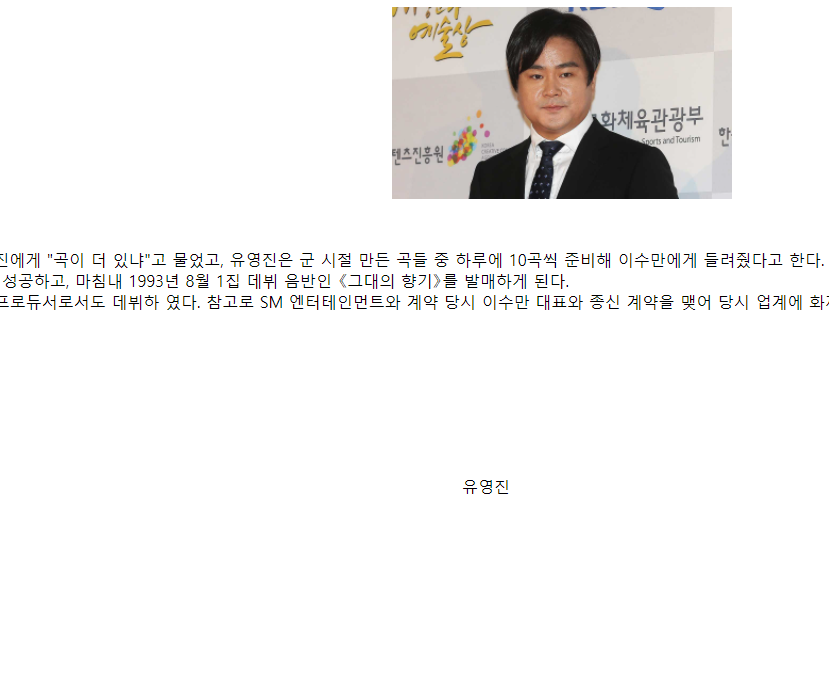 예술상
화체육관광부
Sports and Tourism
텐츠진흥원
한
진에게 "곡이 더 있냐"고 물었고, 유영진은 군 시절 만든 곡들 중 하루에 10곡씩 준비해 이수만에게 들려줬다고 한다.
성공하고, 마침내 1993년 8월 1집 데뷔 음반인 《그대의 향기》를 발매하게 된다.
프로듀서로서도 데뷔하 였다. 참고로 SM 엔터테인먼트와 계약 당시 이수만 대표와 종신 계약을 맺어 당시 업계에 화
유영진